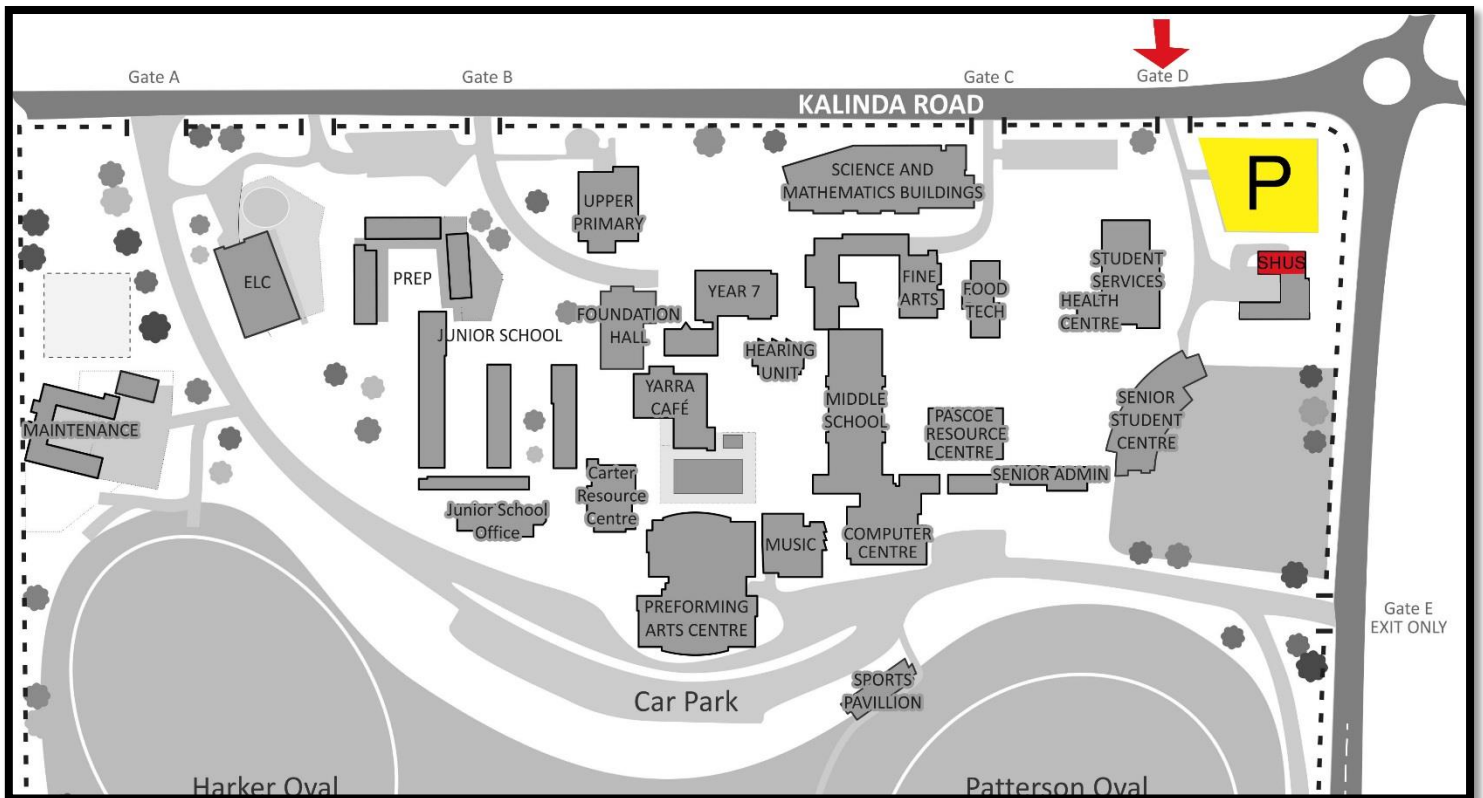 Gate A
Gate B
Gate C
Gate D
KALINDA ROAD
P
SCIENCE AND
MATHEMATICS BUILDINGS
UPPER
PRIMARY
STUDENT
SERVICES
SHUS
ELC
PREP
YEAR 7
FINE
ARTS
FOOD
TECH
HEALTH
CENTRE
FOUNDATION
HALL
JUNIOR SCHOOL
HEARING
UNIT
YARRA
CAFÉ
MIDDLE
SCHOOL
PASCOE
RESOURCE
CENTRE
SENIOR
STUDENT
CENTRE
MAINTENANCE
SENIOR ADMIN
Carter
Resource
Centre
Junior School
Office
MUSIC
COMPUTER
CENTRE
PREFORMING
ARTS CENTRE
Gate E
EXIT ONLY
SPORTS
PAVILLION
Car Park
Harker Oval
Patterson Oval